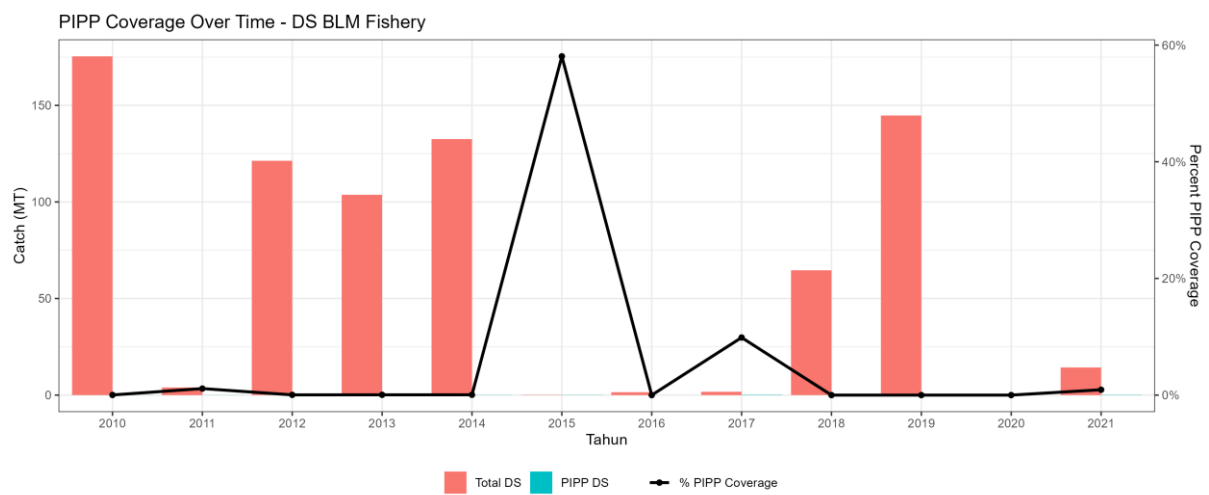 PIPP Coverage Over Time - DS BLM Fishery
Catch (MT)
150
100
50
0
60%
40%
20%
0%
Percent PIPP Coverage
2010 2011 2012 2013 2014 2015 2016 2017 2018 2019 2020 2021
Tahun
Total DS PIPP DS % PIPP Coverage